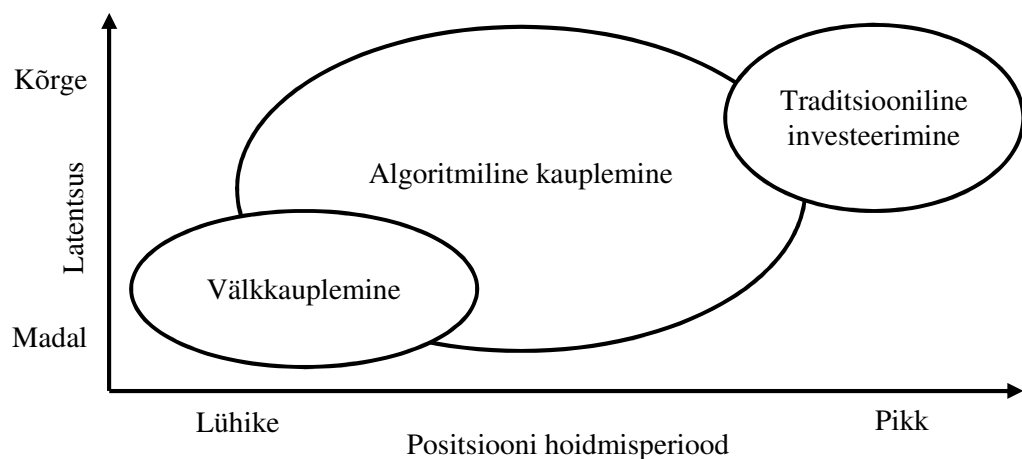 Kõrge
Traditsiooniline
investeerimine
Algoritmiline kauplemine
Latentsus
Välkkauplemine
Madal
Lühike
Pikk
Positsiooni hoidmisperiood